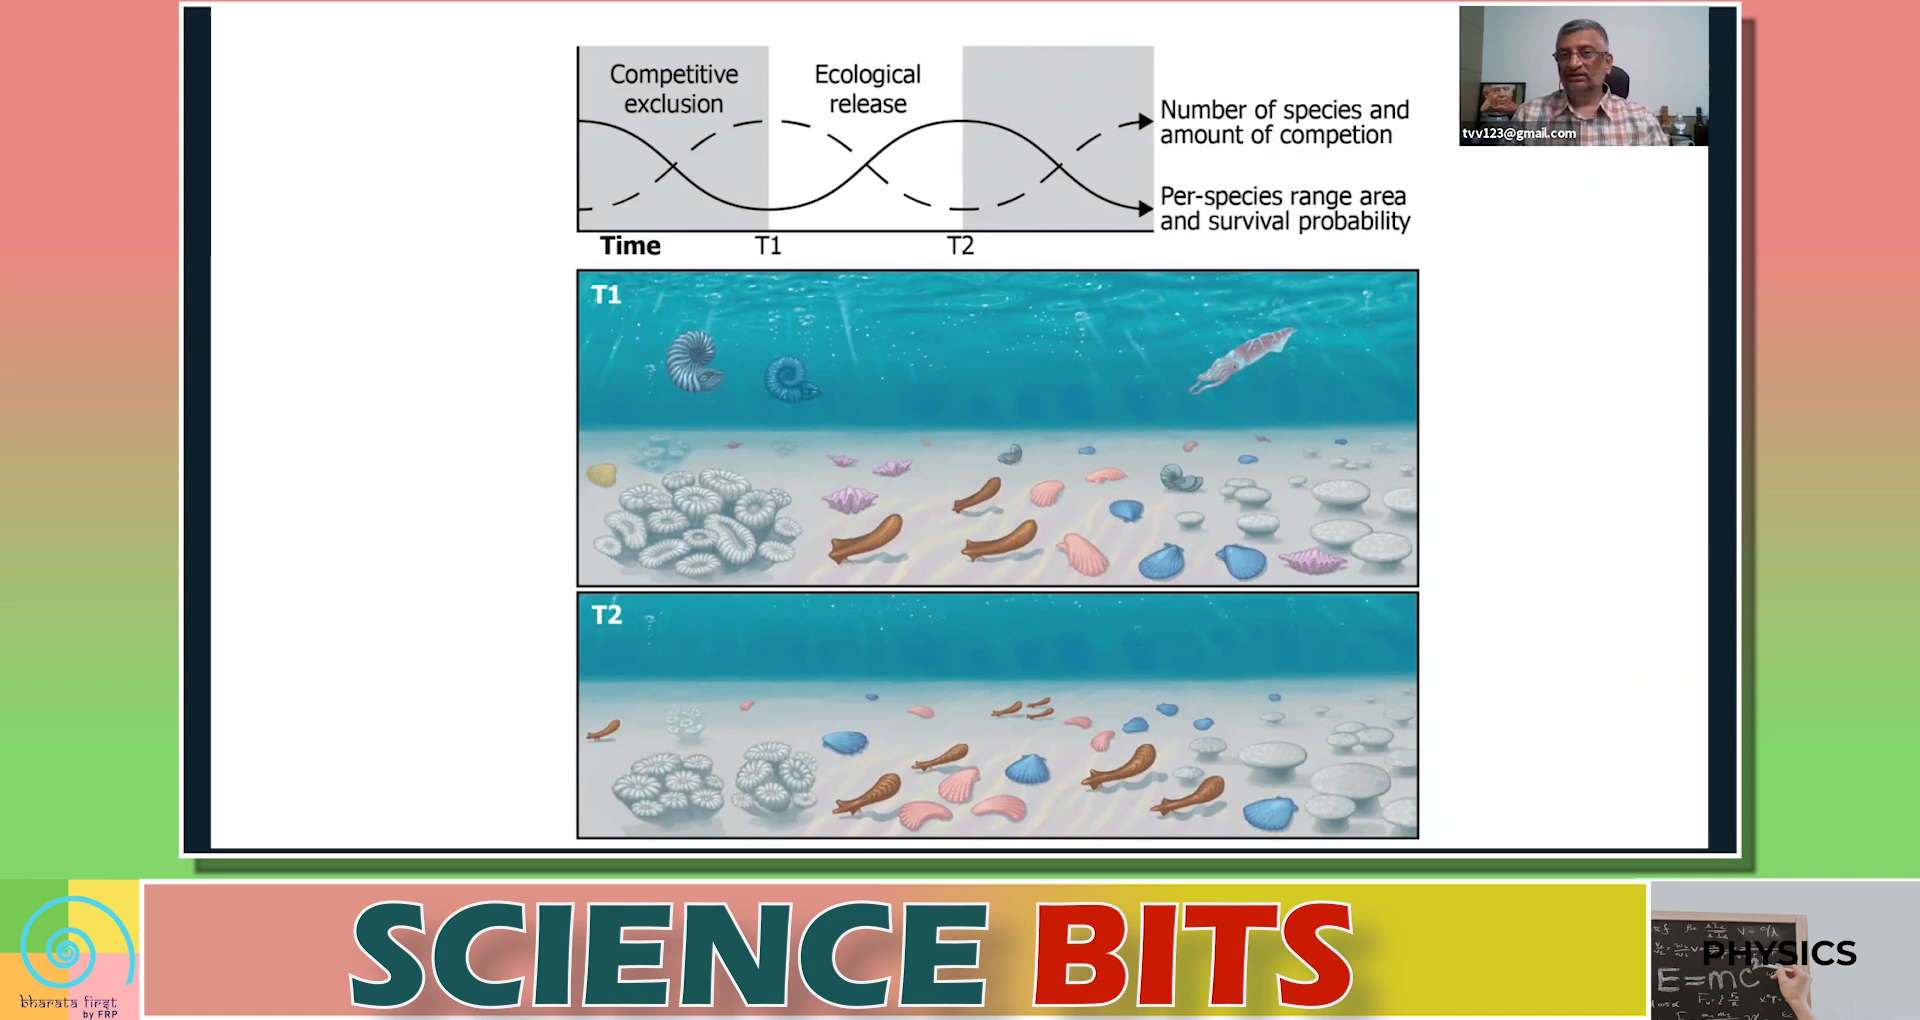 Competitive
exclusion
Ecological
release
Number of species and
amount of competion
Per-species range area
and survival probability
Time
T1
T2
tvv123@gmail.com
T1
T2
SCIENCE BITS
bharata first
by FRP
PHYSICS
E=mc²